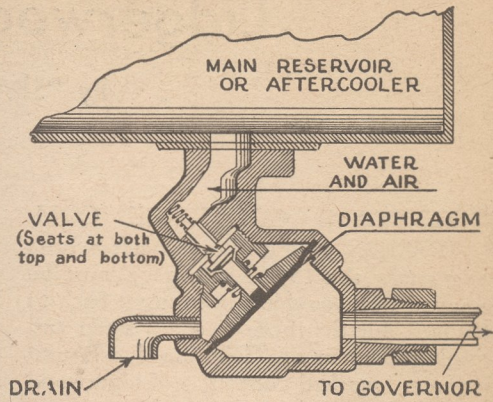 MAIN RESERVOIR
OR AFTERCOOLER
WATER
AND AIR
VALVE
(Seats at both
top and bottom)
DIAPHRAGM
DRAIN
TO GOVERNOR